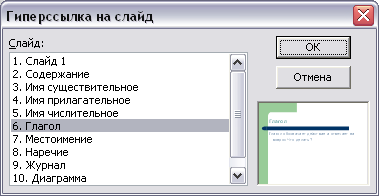 Гиперссылка на слайд
Слайд:
1. Слайд 1
2. Содержание
3. Имя существительное
4. Имя прилагательное
5. Имя числительное
6. Глагол
7. Местоимение
8. Наречие
9. Журнал
10. Диаграмма
OK
Отмена
Глагол